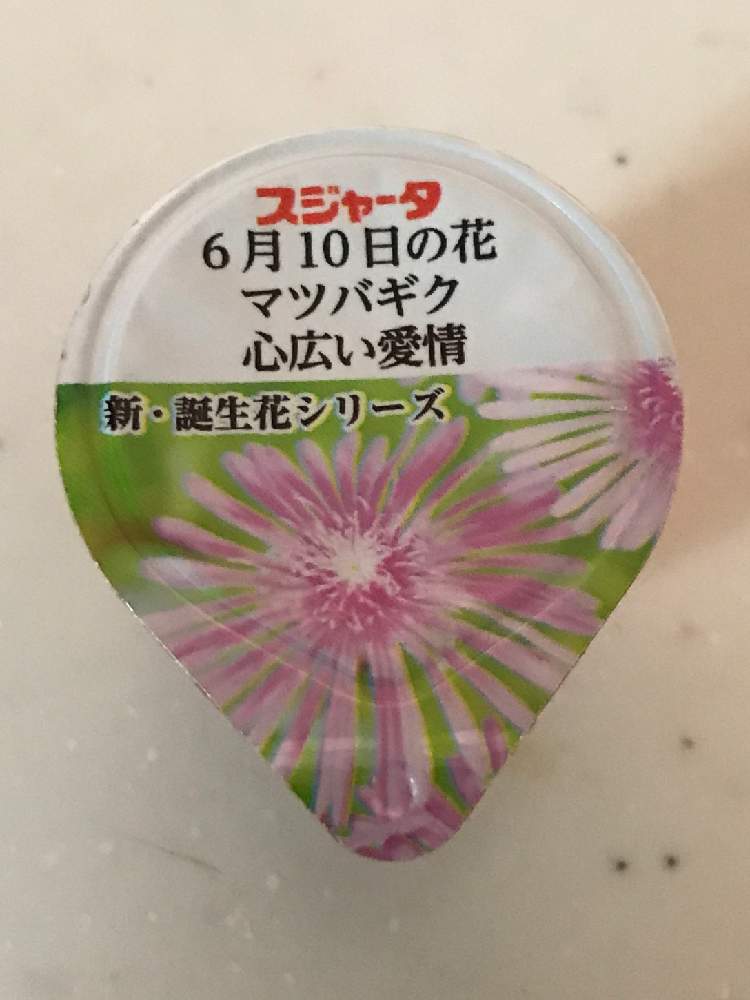 スジャータ
6月10日の花
マツバギク
心広い愛情
新・誕生花シリーズ